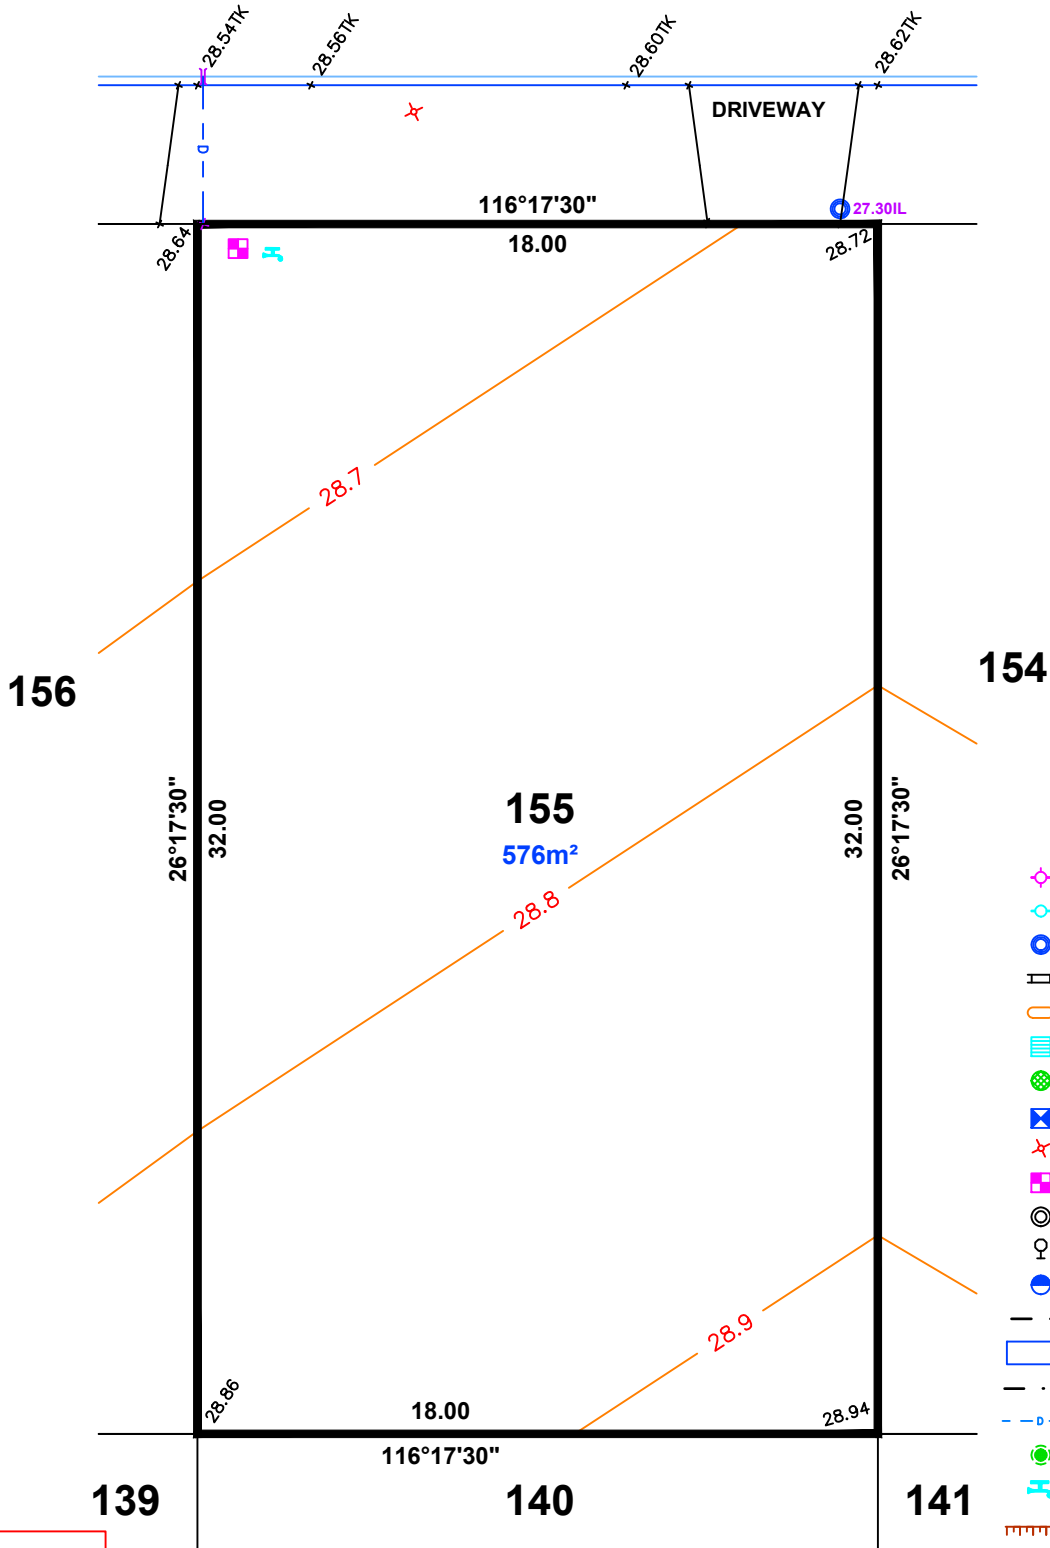 28.54TK
28.56TK
28.60TK
28.62TK
DRIVEWAY
D
116°17'30"
27.30IL
28.64
18.00
28.72
28.7
156
154
26°17'30"
32.00
155
576m²
32.00
26°17'30"
28.8
28.9
28.86
18.00
28.94
116°17'30"
D
139
140
141